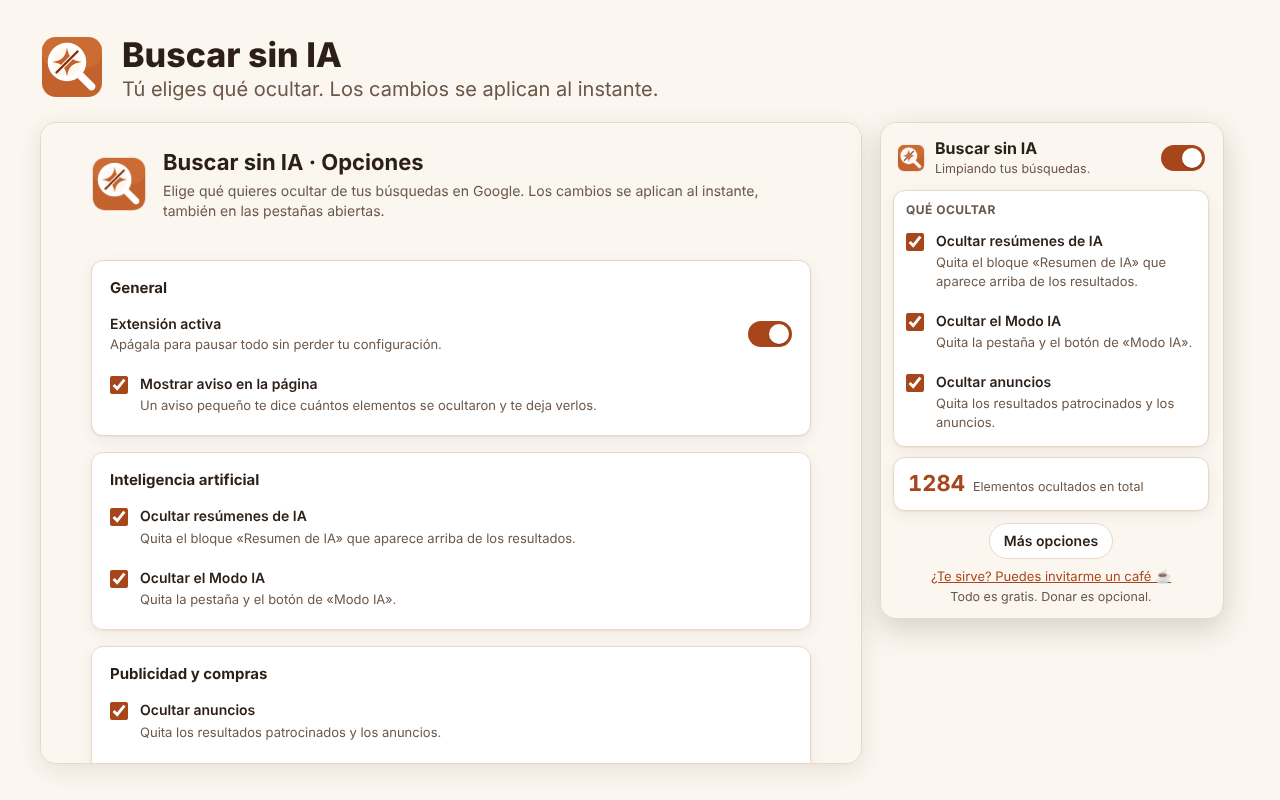 Buscar sin IA
Tú eliges qué ocultar. Los cambios se aplican al instante.
Buscar sin IA · Opciones
Elige qué quieres ocultar de tus búsquedas en Google. Los cambios se aplican al instante,
también en las pestañas abiertas.
General
Extensión activa
Apágala para pausar todo sin perder tu configuración.
Mostrar aviso en la página
Un aviso pequeño te dice cuántos elementos se ocultaron y te deja verlos.
Inteligencia artificial
Ocultar resúmenes de IA
Quita el bloque «Resumen de IA» que aparece arriba de los resultados.
Ocultar el Modo IA
Quita la pestaña y el botón de «Modo IA».
Publicidad y compras
Ocultar anuncios
Quita los resultados patrocinados y los anuncios.
Buscar sin IA
Limpiando tus búsquedas.
QUÉ OCULTAR
Ocultar resúmenes de IA
Quita el bloque «Resumen de IA» que
aparece arriba de los resultados.
Ocultar el Modo IA
Quita la pestaña y el botón de «Modo IA».
Ocultar anuncios
Quita los resultados patrocinados y los
anuncios.
1284 Elementos ocultados en total
Más opciones
¿Te sirve? Puedes invitarme un café ☕
Todo es gratis. Donar es opcional.